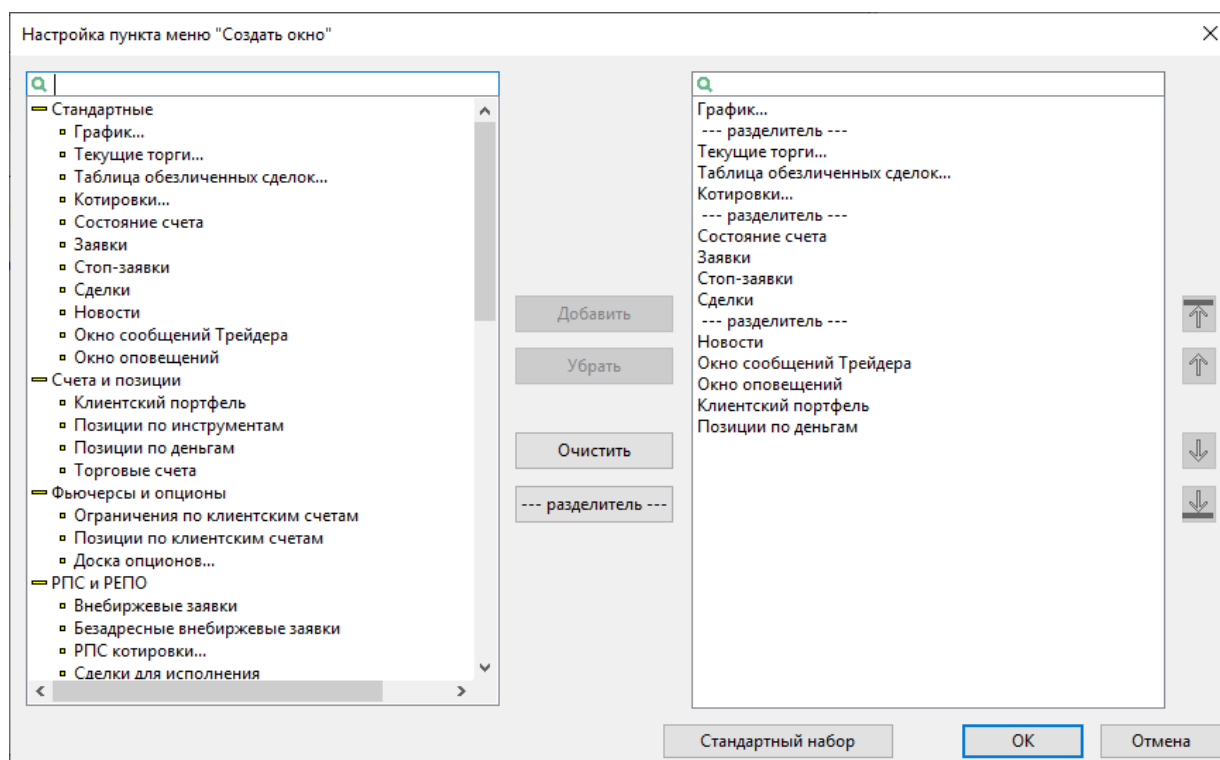 Настройка пункта меню "Создать окно"
Стандартные
График...
Текущие торги...
Таблица обезличенных сделок...
Котировки...
Состояние счета
Заявки
Стоп-заявки
Сделки
Новости
Окно сообщений Трейдера
Окно оповещений
Счета и позиции
Клиентский портфель
Позиции по инструментам
Позиции по деньгам
Торговые счета
Фьючерсы и опционы
Ограничения по клиентским счетам
Позиции по клиентским счетам
Доска опционов...
РПС и РЕПО
Внебиржевые заявки
Безадресные внебиржевые заявки
РПС котировки...
Сделки для исполнения
Добавить
Убрать
Очистить
--- разделитель ---
График...
--- разделитель ---
Текущие торги...
Таблица обезличенных сделок...
Котировки...
--- разделитель ---
Состояние счета
Заявки
Стоп-заявки
Сделки
--- разделитель ---
Новости
Окно сообщений Трейдера
Окно оповещений
Клиентский портфель
Позиции по деньгам
Стандартный набор
ОК
Отмена